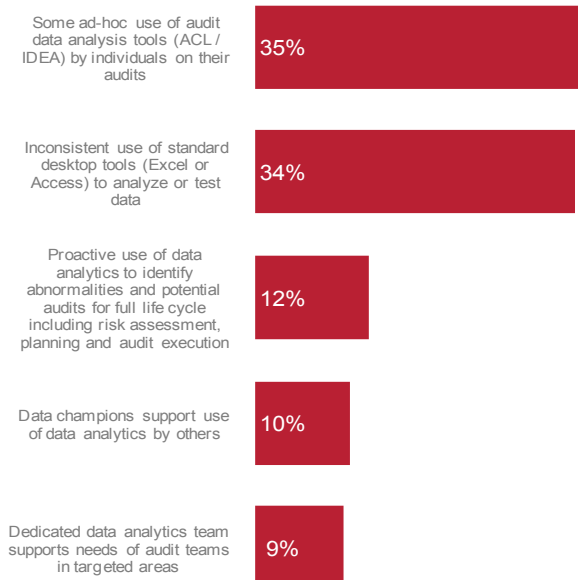 Some ad-hoc use of audit
data analysis tools (ACL /
IDEA) by individuals on their
audits
35%
Inconsistent use of standard
desktop tools (Excel or
Access) to analyze or test
data
34%
Proactive use of data
analytics to identify
abnormalities and potential
audits for full life cycle
including risk assessment,
planning and audit execution
12%
Data champions support use
of data analytics by others
10%
Dedicated data analytics team
supports needs of audit teams
in targeted areas
9%